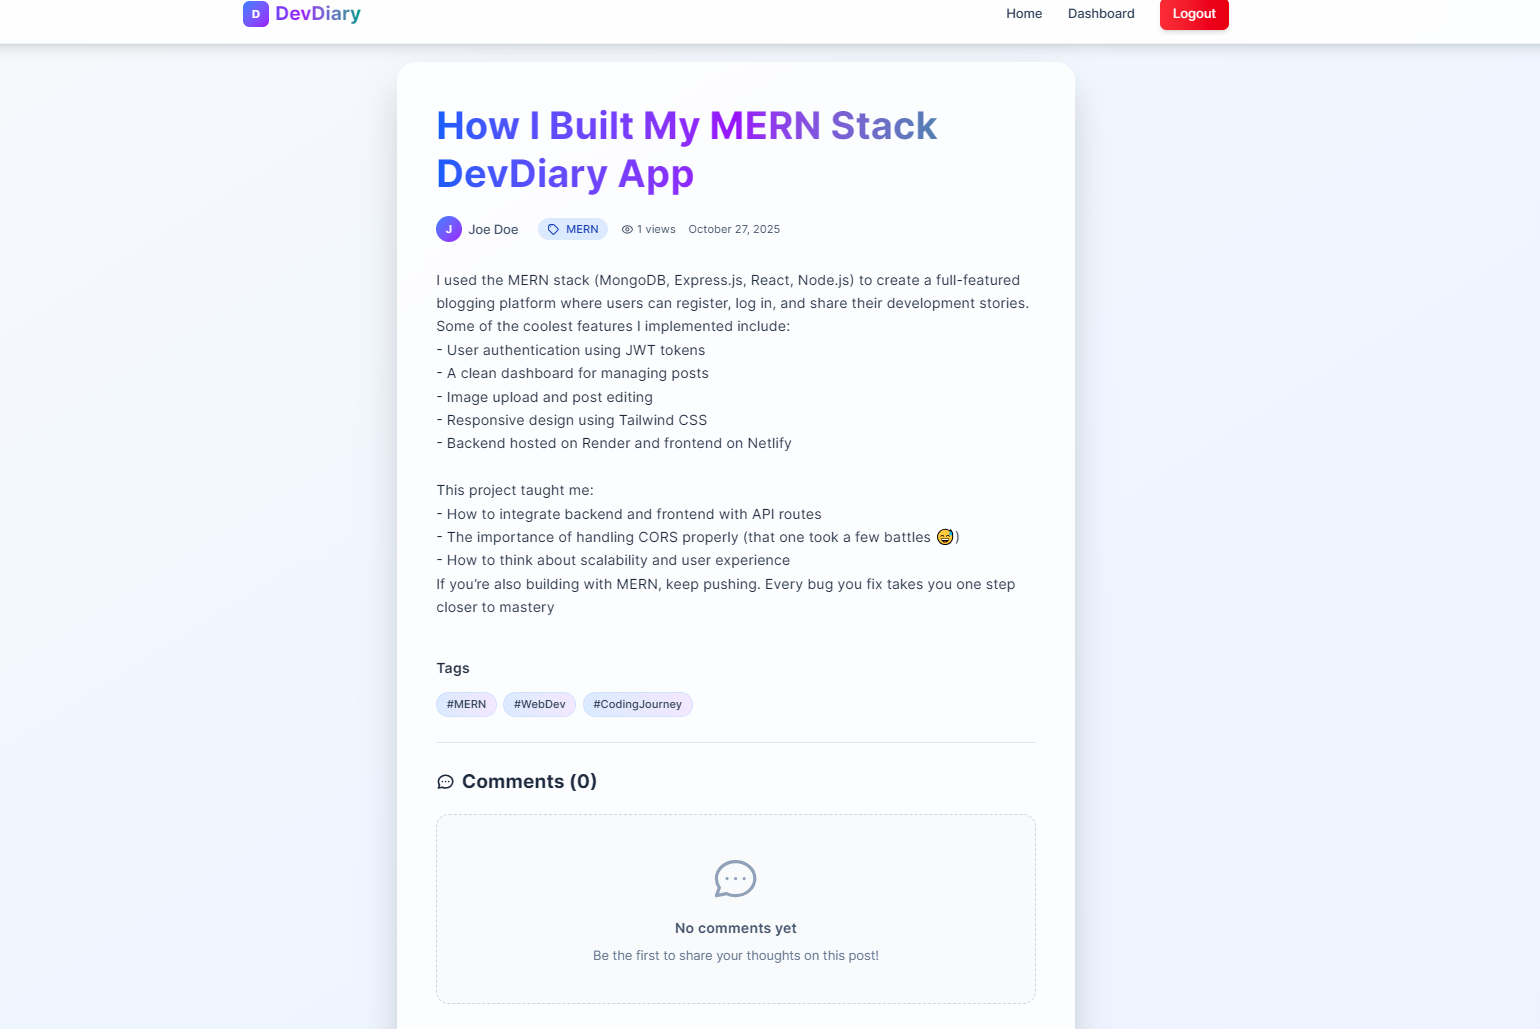 D DevDiary
Home Dashboard Logout
How I Built My MERN Stack
DevDiary App
J Joe Doe MERN 1 views October 27, 2025
I used the MERN stack (MongoDB, Express.js, React, Node.js) to create a full-featured
blogging platform where users can register, log in, and share their development stories.
Some of the coolest features I implemented include:
- User authentication using JWT tokens
- A clean dashboard for managing posts
- Image upload and post editing
- Responsive design using Tailwind CSS
- Backend hosted on Render and frontend on Netlify
This project taught me:
- How to integrate backend and frontend with API routes
- The importance of handling CORS properly (that one took a few battles 😅)
- How to think about scalability and user experience
If you’re also building with MERN, keep pushing. Every bug you fix takes you one step
closer to mastery
Tags
#MERN #WebDev #CodingJourney
Comments (0)
No comments yet
Be the first to share your thoughts on this post!